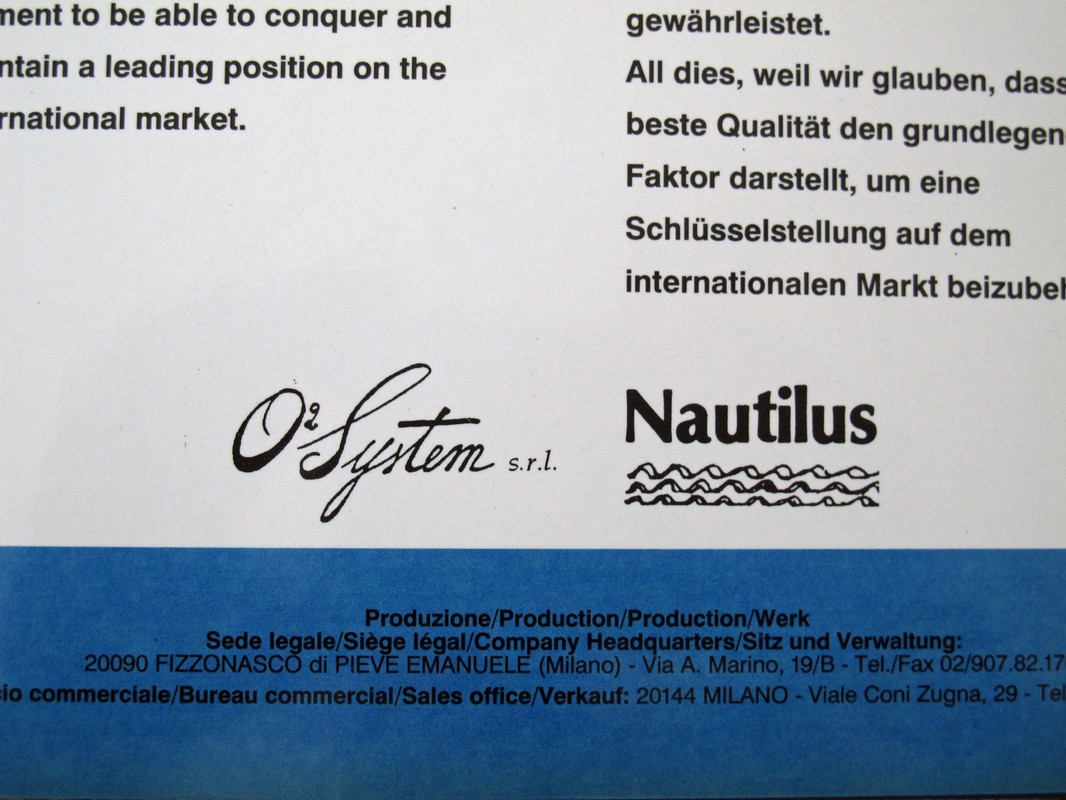 ment to be able to conquer and
ntain a leading position on the
rnational market.
gewährleistet.
All dies, weil wir glauben, dass
beste Qualität den grundlegen
Faktor darstellt, um eine
Schlüsselstellung auf dem
internationalen Markt beizubeh
O² System s.r.l.
Nautilus
Produzione/Production/Production/Werk
Sede legale/Siège légal/Company Headquarters/Sitz und Verwaltung:
20090 FIZZONASCO di PIEVE EMANUELE (Milano) - Via A. Marino, 19/B - Tel./Fax 02/907.82.17
cio commerciale/Bureau commercial/Sales office/Verkauf: 20144 MILANO - Viale Coni Zugna, 29 - Tel